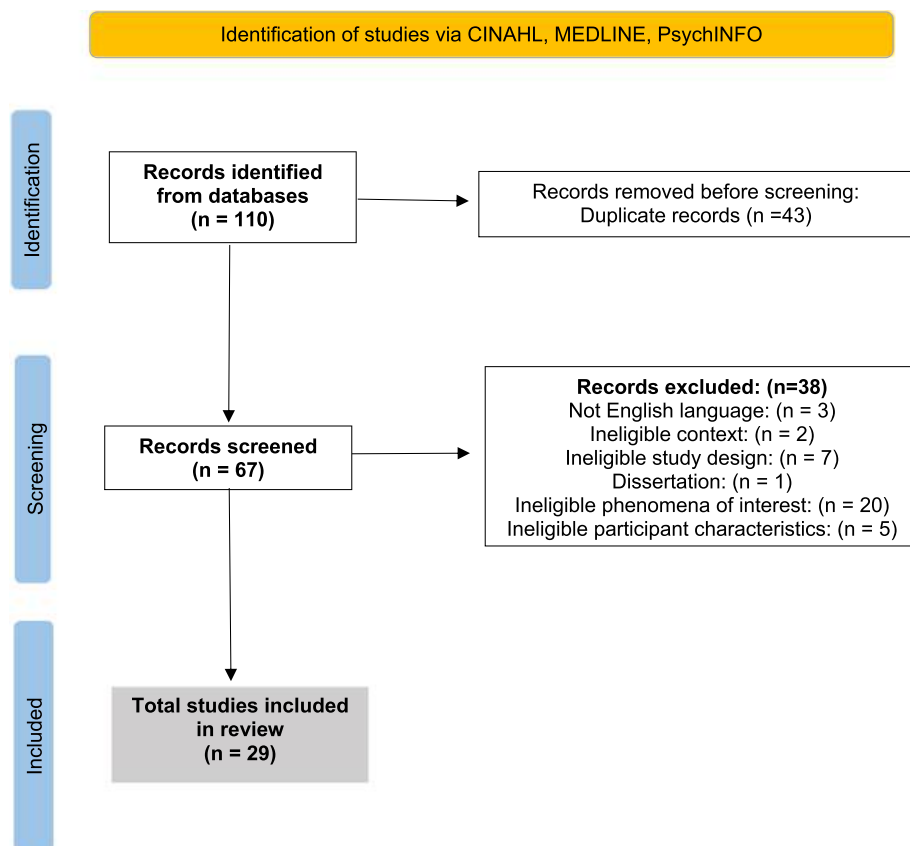 Identification of studies via CINAHL, MEDLINE, PsychINFO
Identification
Records identified
from databases
(n = 110)
Records removed before screening:
Duplicate records (n =43)
Screening
Records screened
(n = 67)
Records excluded: (n=38)
Not English language: (n = 3)
Ineligible context: (n = 2)
Ineligible study design: (n = 7)
Dissertation: (n = 1)
Ineligible phenomena of interest: (n = 20)
Ineligible participant characteristics: (n = 5)
Included
Total studies included
in review
(n = 29)